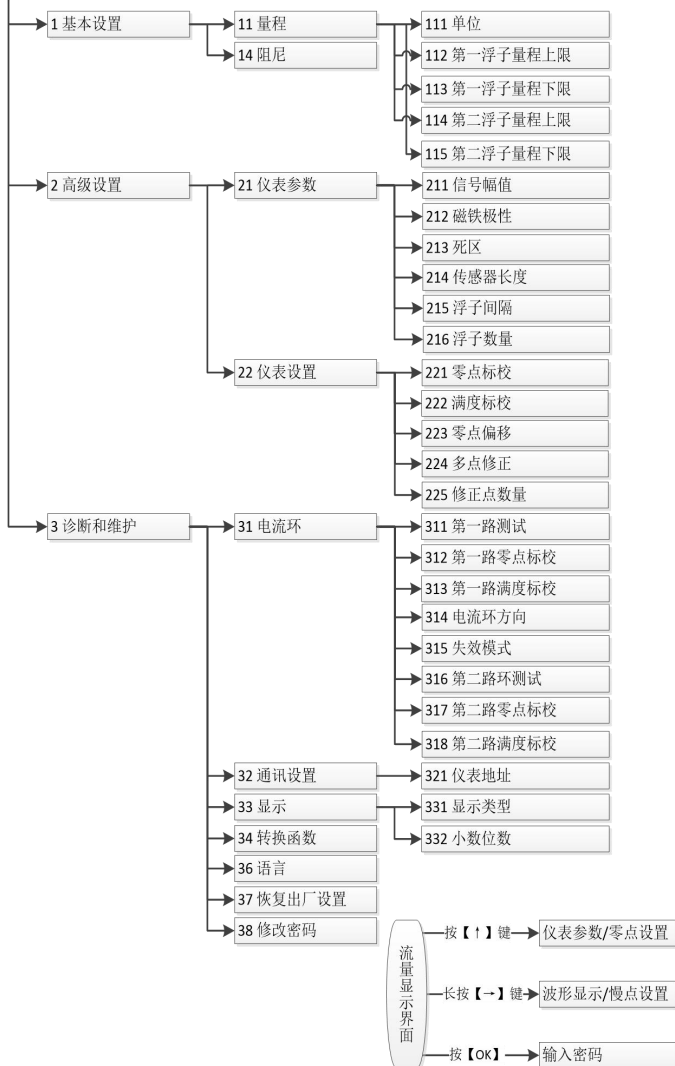 1 基本设置
11 量程
111 单位
112 第一浮子量程上限
14 阻尼
113 第一浮子量程下限
114 第二浮子量程上限
115 第二浮子量程下限
2 高级设置
21 仪表参数
211 信号幅值
212 磁铁极性
213 死区
214 传感器长度
215 浮子间隔
216 浮子数量
22 仪表设置
221 零点标校
222 满度标校
223 零点偏移
224 多点修正
225 修正点数量
3 诊断和维护
31 电流环
311 第一路测试
312 第一路零点标校
313 第一路满度标校
314 电流环方向
315 失效模式
316 第二路环测试
317 第二路零点标校
318 第二路满度标校
32 通讯设置
321 仪表地址
33 显示
331 显示类型
332 小数位数
34 转换函数
36 语言
37 恢复出厂设置
38 修改密码
流量显示界面
按【↑】键
仪表参数/零点设置
长按【→】键
波形显示/慢点设置
按【OK】
输入密码